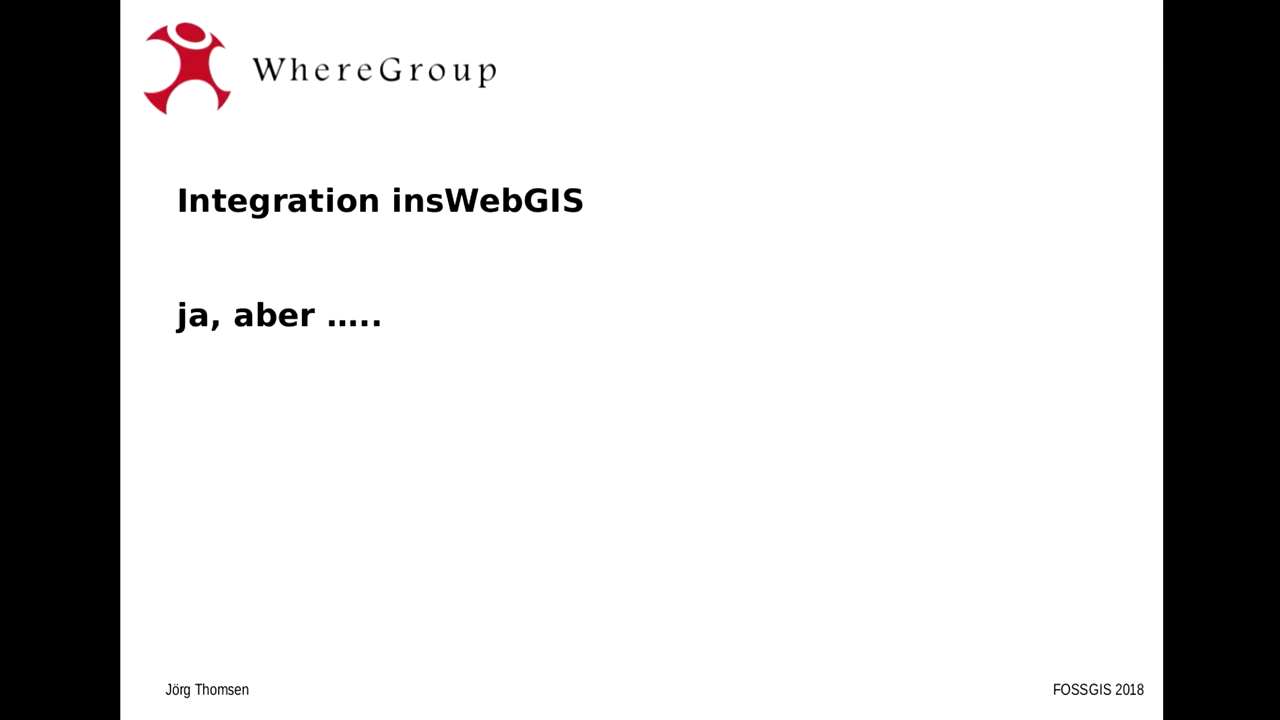 WhereGroup
Integration insWebGIS
ja, aber …..
Jörg Thomsen
FOSSGIS 2018